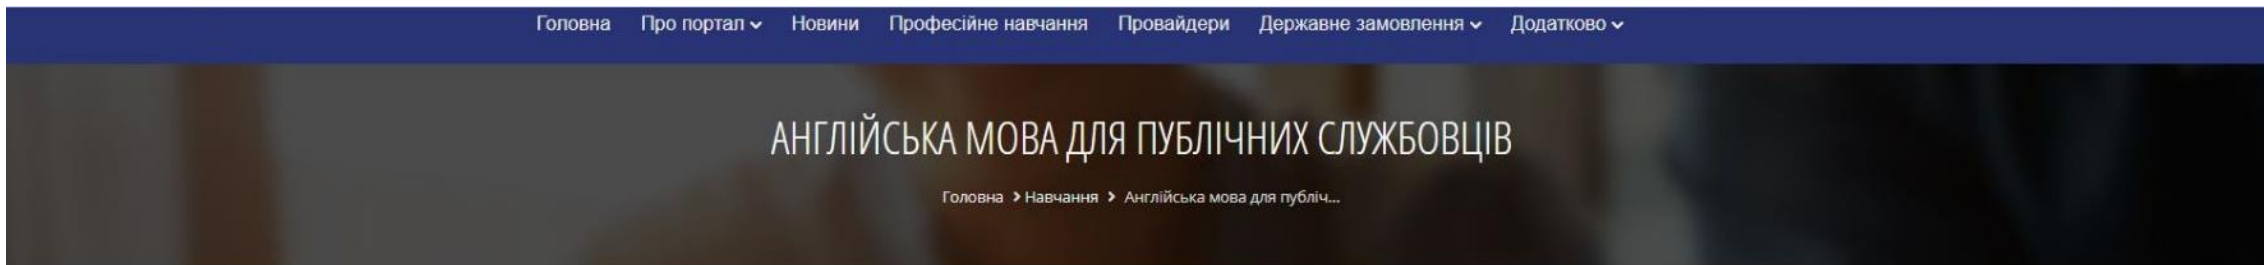 Головна Про портал Новини Професійне навчання Провайдери Державне замовлення Додатково
АНГЛІЙСЬКА МОВА ДЛЯ ПУБЛІЧНИХ СЛУЖБОВЦІВ
Головна > Навчання > Англійська мова для публіч...